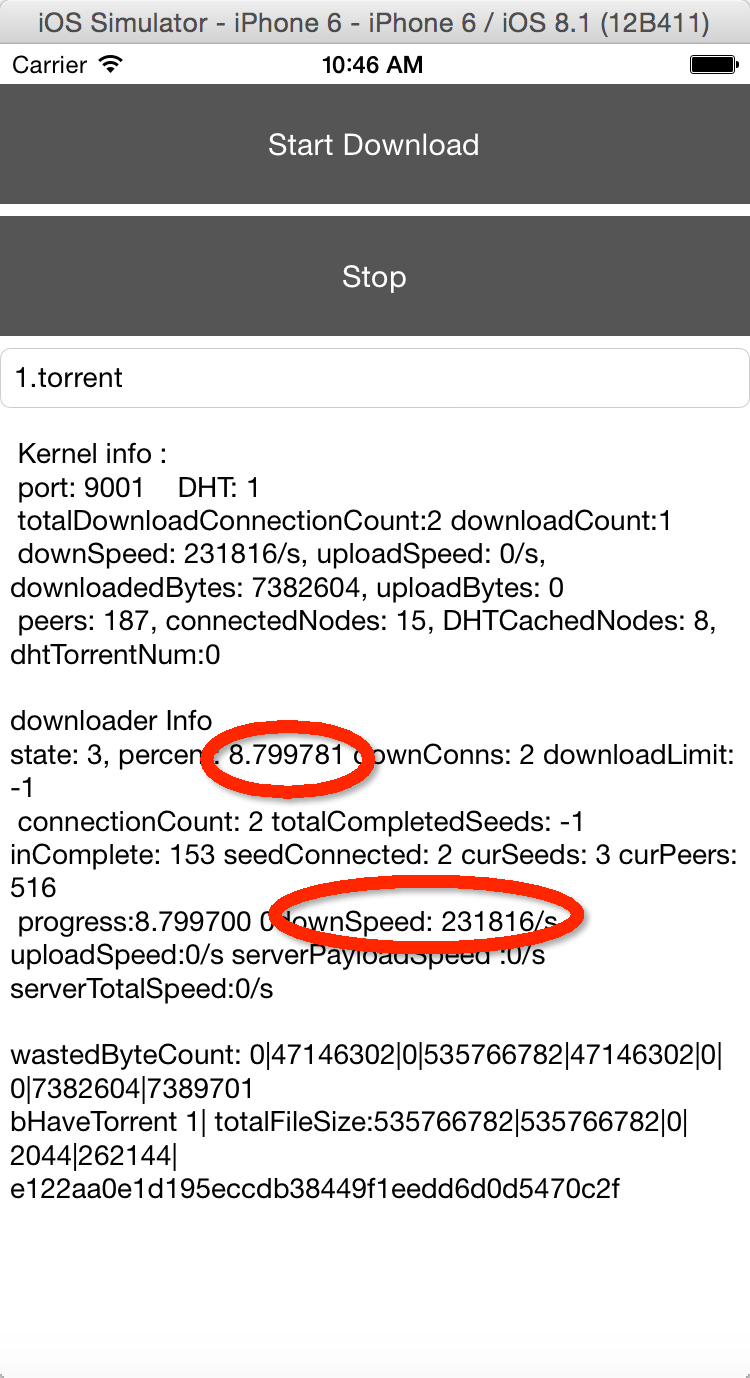 iOS Simulator - iPhone 6 - iPhone 6 / iOS 8.1 (12B411)
Carrier 10:46 AM
Start Download
Stop
1.torrent
Kernel info :
port: 9001 DHT: 1
totalDownloadConnectionCount:2 downloadCount:1
downSpeed: 231816/s, uploadSpeed: 0/s,
downloadedBytes: 7382604, uploadBytes: 0
peers: 187, connectedNodes: 15, DHTCachedNodes: 8,
dhtTorrentNum:0
downloader Info
state: 3, percent: 8.799781 downConns: 2 downloadLimit:
-1
connectionCount: 2 totalCompletedSeeds: -1
inComplete: 153 seedConnected: 2 curSeeds: 3 curPeers:
516
progress:8.799700 0downSpeed: 231816/s
uploadSpeed:0/s serverPayloadSpeed :0/s
serverTotalSpeed:0/s
wastedByteCount: 0|47146302|0|535766782|47146302|0|
0|7382604|7389701
bHaveTorrent 1| totalFileSize:535766782|535766782|0|
2044|262144|
e122aa0e1d195eccdb38449f1eedd6d0d5470c2f